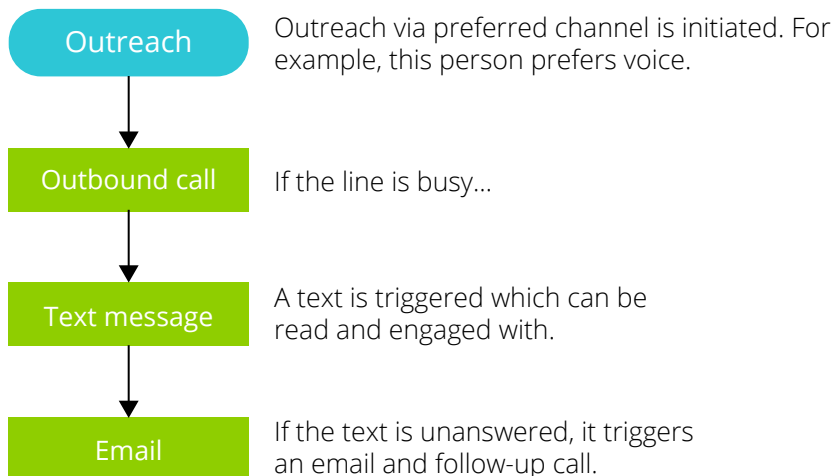 Outreach
Outreach via preferred channel is initiated. For
example, this person prefers voice.
Outbound call
If the line is busy...
Text message
A text is triggered which can be
read and engaged with.
Email
If the text is unanswered, it triggers
an email and follow-up call.